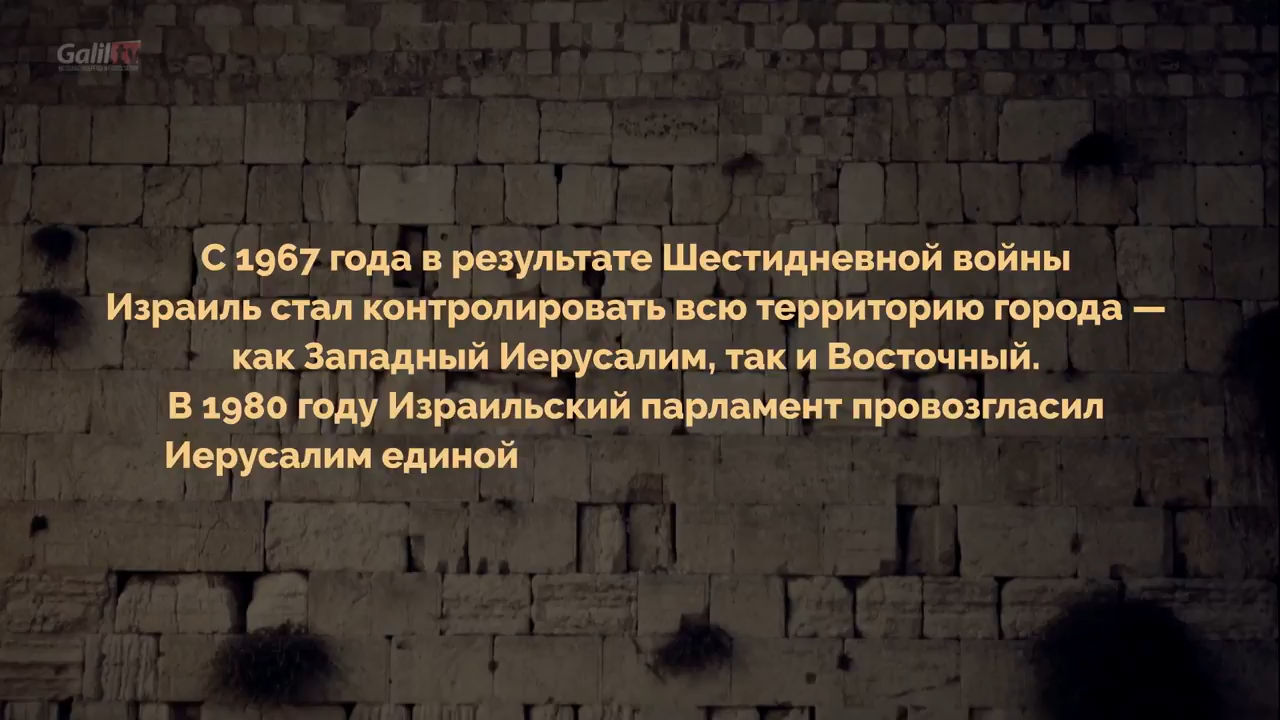 Galiltv
С 1967 года в результате Шестидневной войны
Израиль стал контролировать всю территорию города —
как Западный Иерусалим, так и Восточный.
В 1980 году Израильский парламент провозгласил
Иерусалим единой